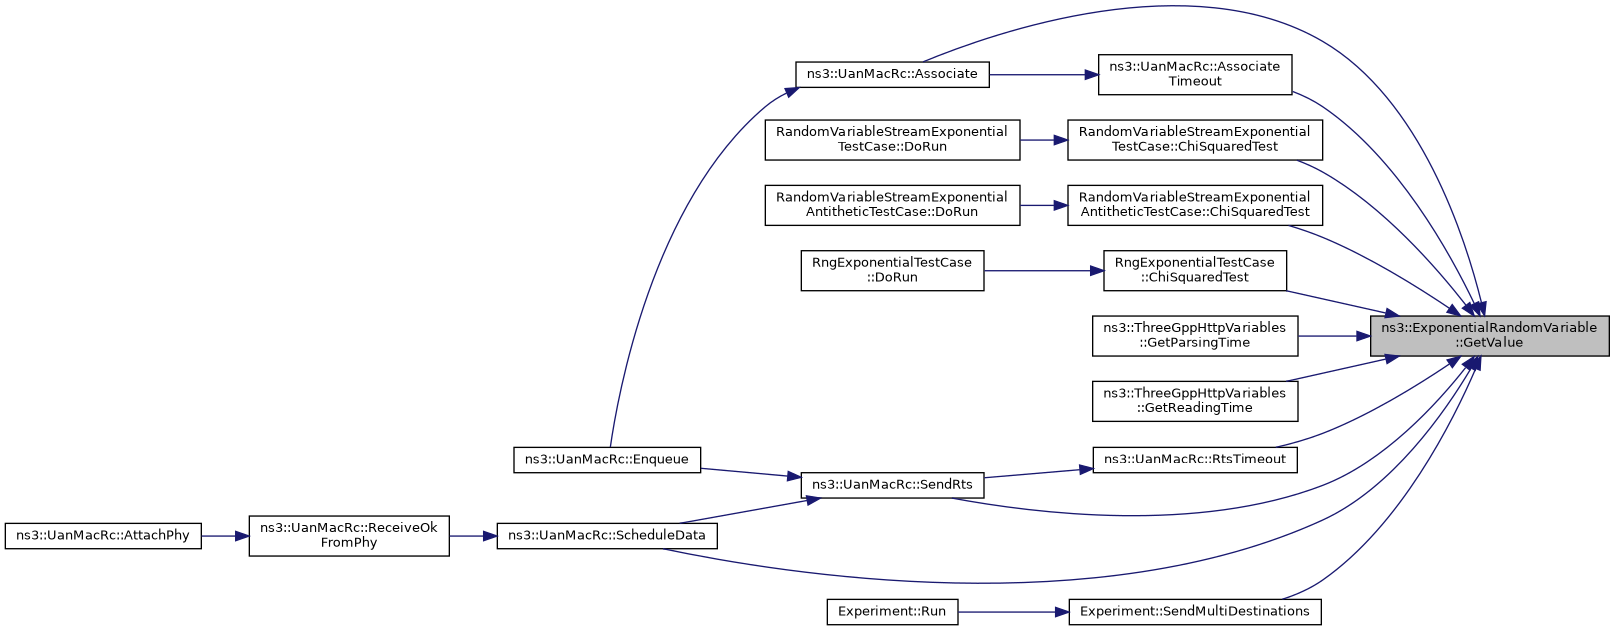 ns3::UanMacRc::Associate
ns3::UanMacRc::Associate
Timeout
RandomVariableStreamExponential
TestCase::DoRun
RandomVariableStreamExponential
TestCase::ChiSquaredTest
RandomVariableStreamExponential
AntitheticTestCase::DoRun
RandomVariableStreamExponential
AntitheticTestCase::ChiSquaredTest
RngExponentialTestCase
::DoRun
RngExponentialTestCase
::ChiSquaredTest
ns3::ThreeGppHttpVariables
::GetParsingTime
ns3::ExponentialRandomVariable
::GetValue
ns3::ThreeGppHttpVariables
::GetReadingTime
ns3::UanMacRc::Enqueue
ns3::UanMacRc::RtsTimeout
ns3::UanMacRc::SendRts
ns3::UanMacRc::AttachPhy
ns3::UanMacRc::ReceiveOk
FromPhy
ns3::UanMacRc::ScheduleData
Experiment::Run
Experiment::SendMultiDestinations